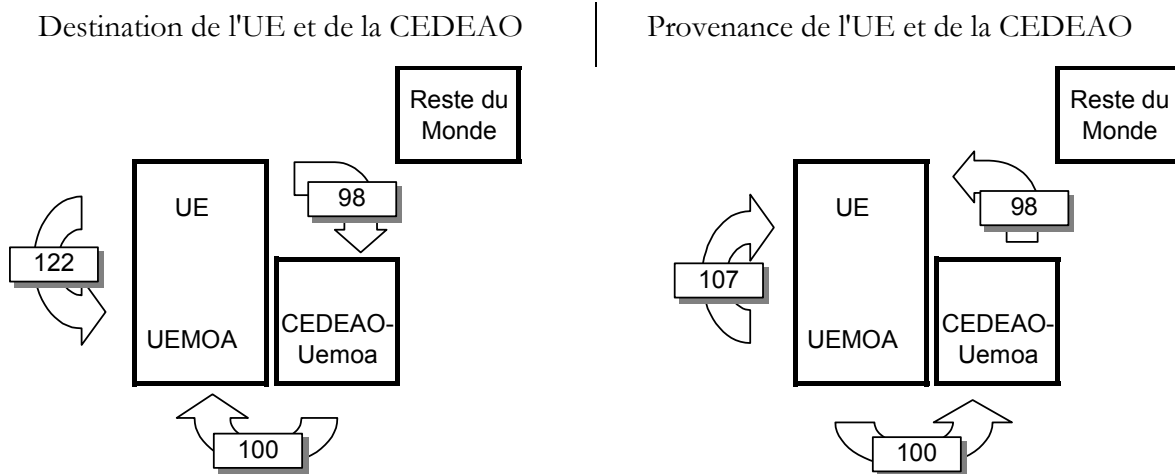 Destination de l'UE et de la CEDEAO
Reste du
Monde
UE
98
122
UEMOA
CEDEAO-
Uemoa
100
Provenance de l'UE et de la CEDEAO
Reste du
Monde
UE
98
107
UEMOA
CEDEAO-
Uemoa
100